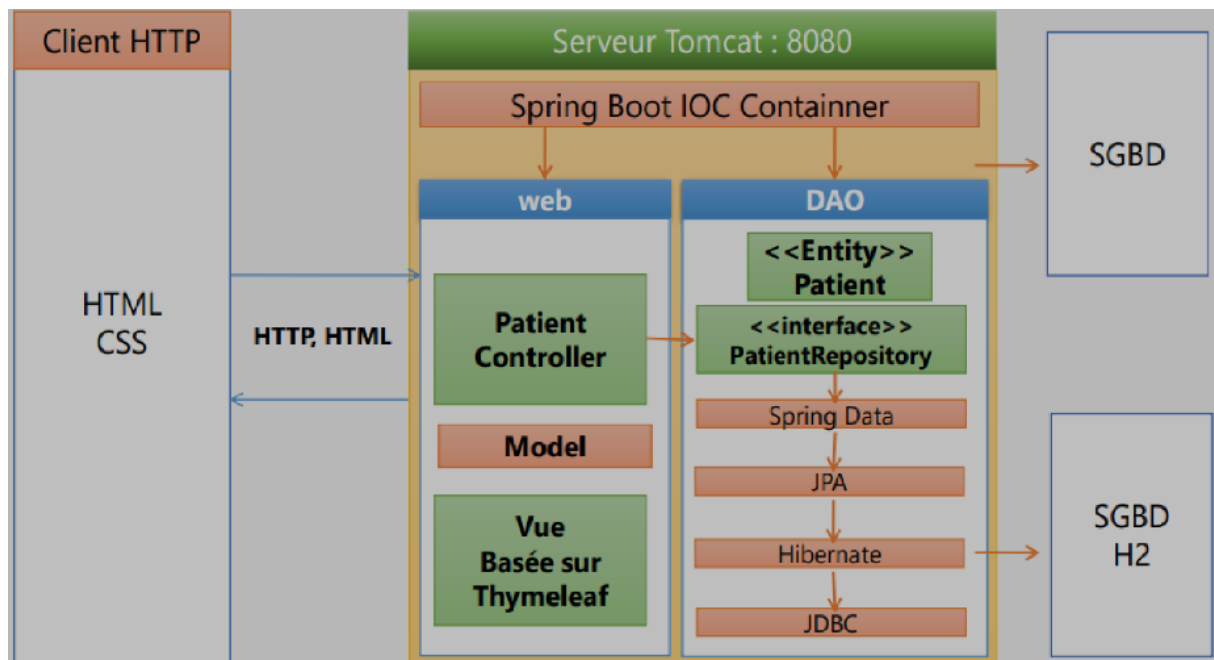 Client HTTP
HTML
CSS
HTTP, HTML
Serveur Tomcat : 8080
Spring Boot IOC Containner
web
Patient
Controller
Model
Vue
Basée sur
Thymeleaf
DAO
<<Entity>>
Patient
<<interface>>
PatientRepository
Spring Data
JPA
Hibernate
JDBC
SGBD
SGBD
H2